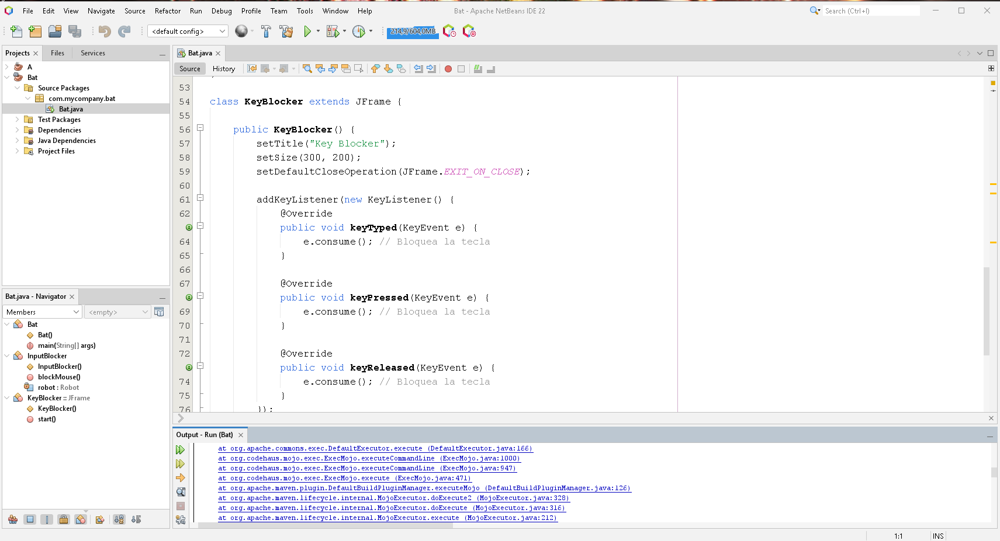 File Edit View Navigate Source Refactor Run Debug Profile Team Tools Window Help
Bat - Apache NetBeans IDE 22
Search (Ctrl+I)
<default config>
214,9/604,0MB
Projects
Files
Services
A
Bat
Source Packages
com.mycompany.bat
Bat.java
Test Packages
Dependencies
Java Dependencies
Project Files
Bat.java - Navigator
Members
<empty>
Bat
Bat()
main(String[] args)
InputBlocker
InputBlocker()
blockMouse()
robot : Robot
KeyBlocker :: JFrame
KeyBlocker()
start()
Bat.java
Source History
53
54 class KeyBlocker extends JFrame {
55
56 public KeyBlocker() {
57 setTitle("Key Blocker");
58 setSize(300, 200);
59 setDefaultCloseOperation(JFrame.EXIT_ON_CLOSE);
60
61 addKeyListener(new KeyListener() {
62 @Override
public void keyTyped(KeyEvent e) {
64 e.consume(); // Bloquea la tecla
65 }
66
67 @Override
public void keyPressed(KeyEvent e) {
69 e.consume(); // Bloquea la tecla
70 }
71
72 @Override
public void keyReleased(KeyEvent e) {
74 e.consume(); // Bloquea la tecla
75 }
76 });
Output - Run (Bat)
at org.apache.commons.exec.DefaultExecutor.execute (DefaultExecutor.java:166)
at org.codehaus.mojo.exec.ExecMojo.executeCommandLine (ExecMojo.java:1000)
at org.codehaus.mojo.exec.ExecMojo.executeCommandLine (ExecMojo.java:947)
at org.codehaus.mojo.exec.ExecMojo.execute (ExecMojo.java:471)
at org.apache.maven.plugin.DefaultBuildPluginManager.executeMojo (DefaultBuildPluginManager.java:126)
at org.apache.maven.lifecycle.internal.MojoExecutor.doExecute2 (MojoExecutor.java:328)
at org.apache.maven.lifecycle.internal.MojoExecutor.doExecute (MojoExecutor.java:316)
at org.apache.maven.lifecycle.internal.MojoExecutor.execute (MojoExecutor.java:212)
1:1 INS